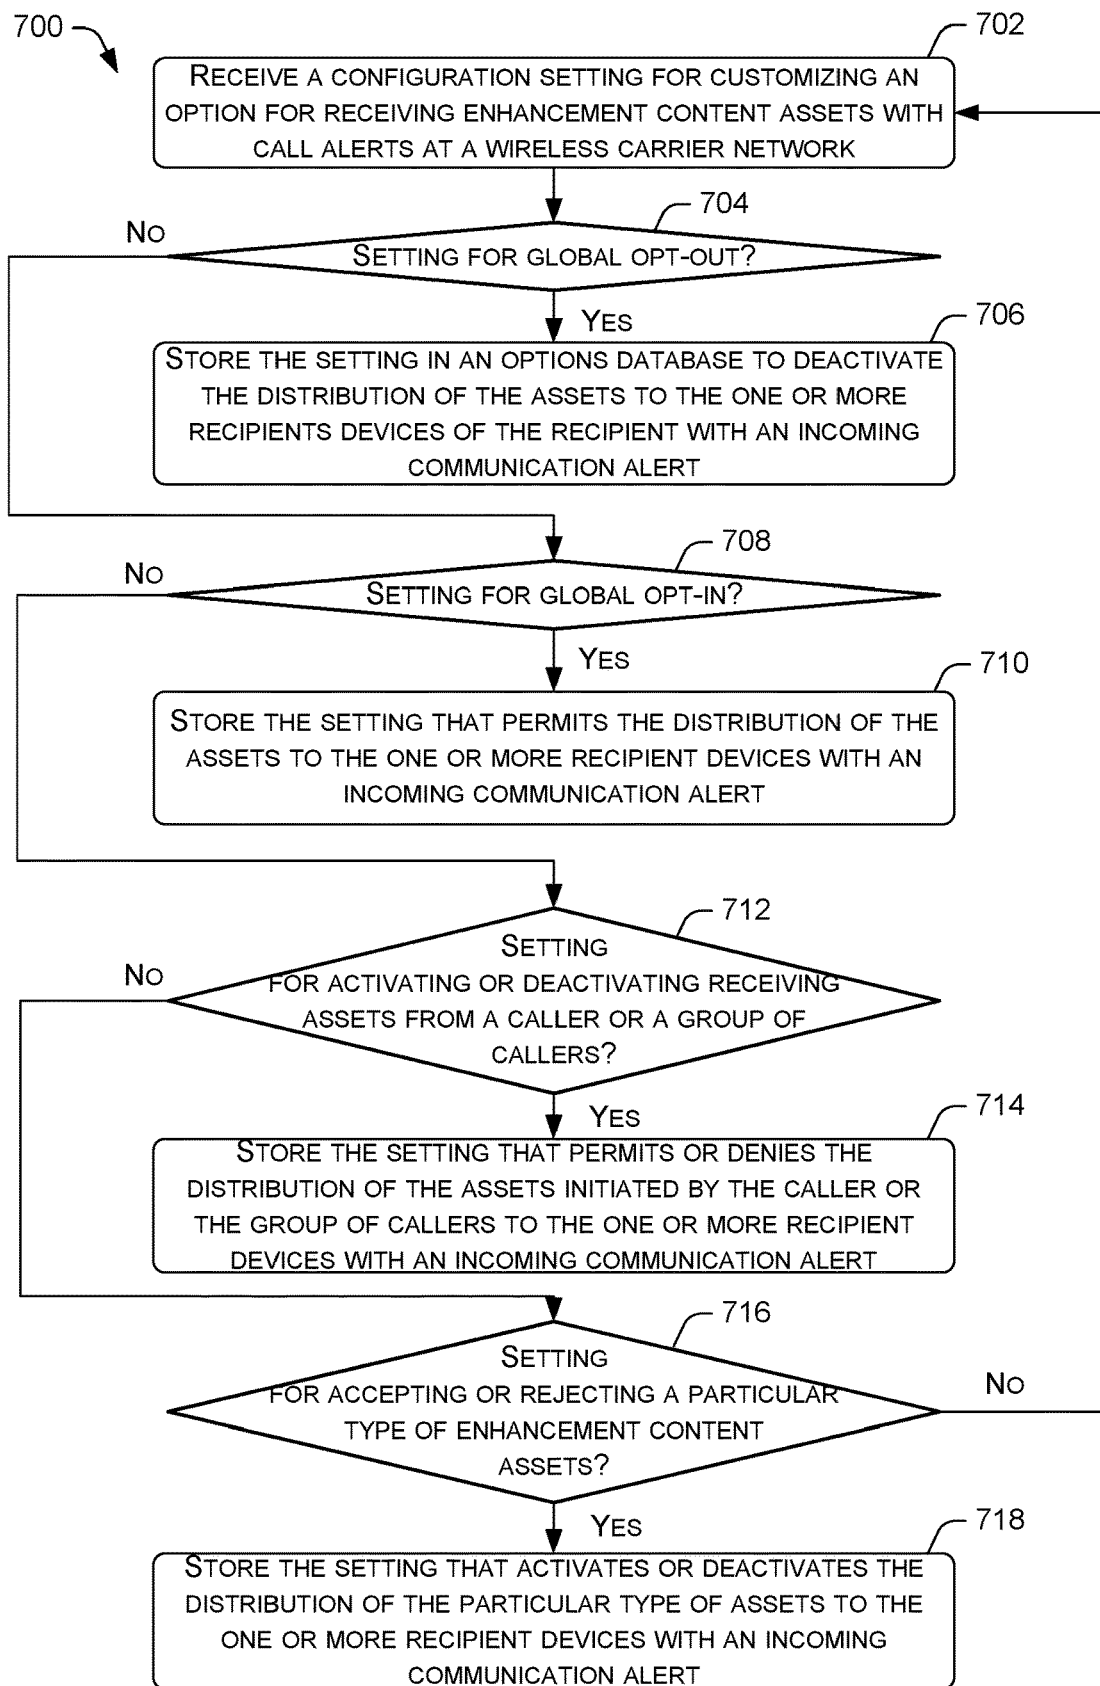 700
702
RECEIVE A CONFIGURATION SETTING FOR CUSTOMIZING AN
OPTION FOR RECEIVING ENHANCEMENT CONTENT ASSETS WITH
CALL ALERTS AT A WIRELESS CARRIER NETWORK
704
NO
SETTING FOR GLOBAL OPT-OUT?
YES
706
STORE THE SETTING IN AN OPTIONS DATABASE TO DEACTIVATE
THE DISTRIBUTION OF THE ASSETS TO THE ONE OR MORE
RECIPIENTS DEVICES OF THE RECIPIENT WITH AN INCOMING
COMMUNICATION ALERT
708
NO
SETTING FOR GLOBAL OPT-IN?
YES
710
STORE THE SETTING THAT PERMITS THE DISTRIBUTION OF THE
ASSETS TO THE ONE OR MORE RECIPIENT DEVICES WITH AN
INCOMING COMMUNICATION ALERT
712
NO
SETTING
FOR ACTIVATING OR DEACTIVATING RECEIVING
ASSETS FROM A CALLER OR A GROUP OF
CALLERS?
YES
714
STORE THE SETTING THAT PERMITS OR DENIES THE
DISTRIBUTION OF THE ASSETS INITIATED BY THE CALLER OR
THE GROUP OF CALLERS TO THE ONE OR MORE RECIPIENT
DEVICES WITH AN INCOMING COMMUNICATION ALERT
716
SETTING
FOR ACCEPTING OR REJECTING A PARTICULAR
TYPE OF ENHANCEMENT CONTENT
ASSETS?
NO
YES
718
STORE THE SETTING THAT ACTIVATES OR DEACTIVATES THE
DISTRIBUTION OF THE PARTICULAR TYPE OF ASSETS TO THE
ONE OR MORE RECIPIENT DEVICES WITH AN INCOMING
COMMUNICATION ALERT